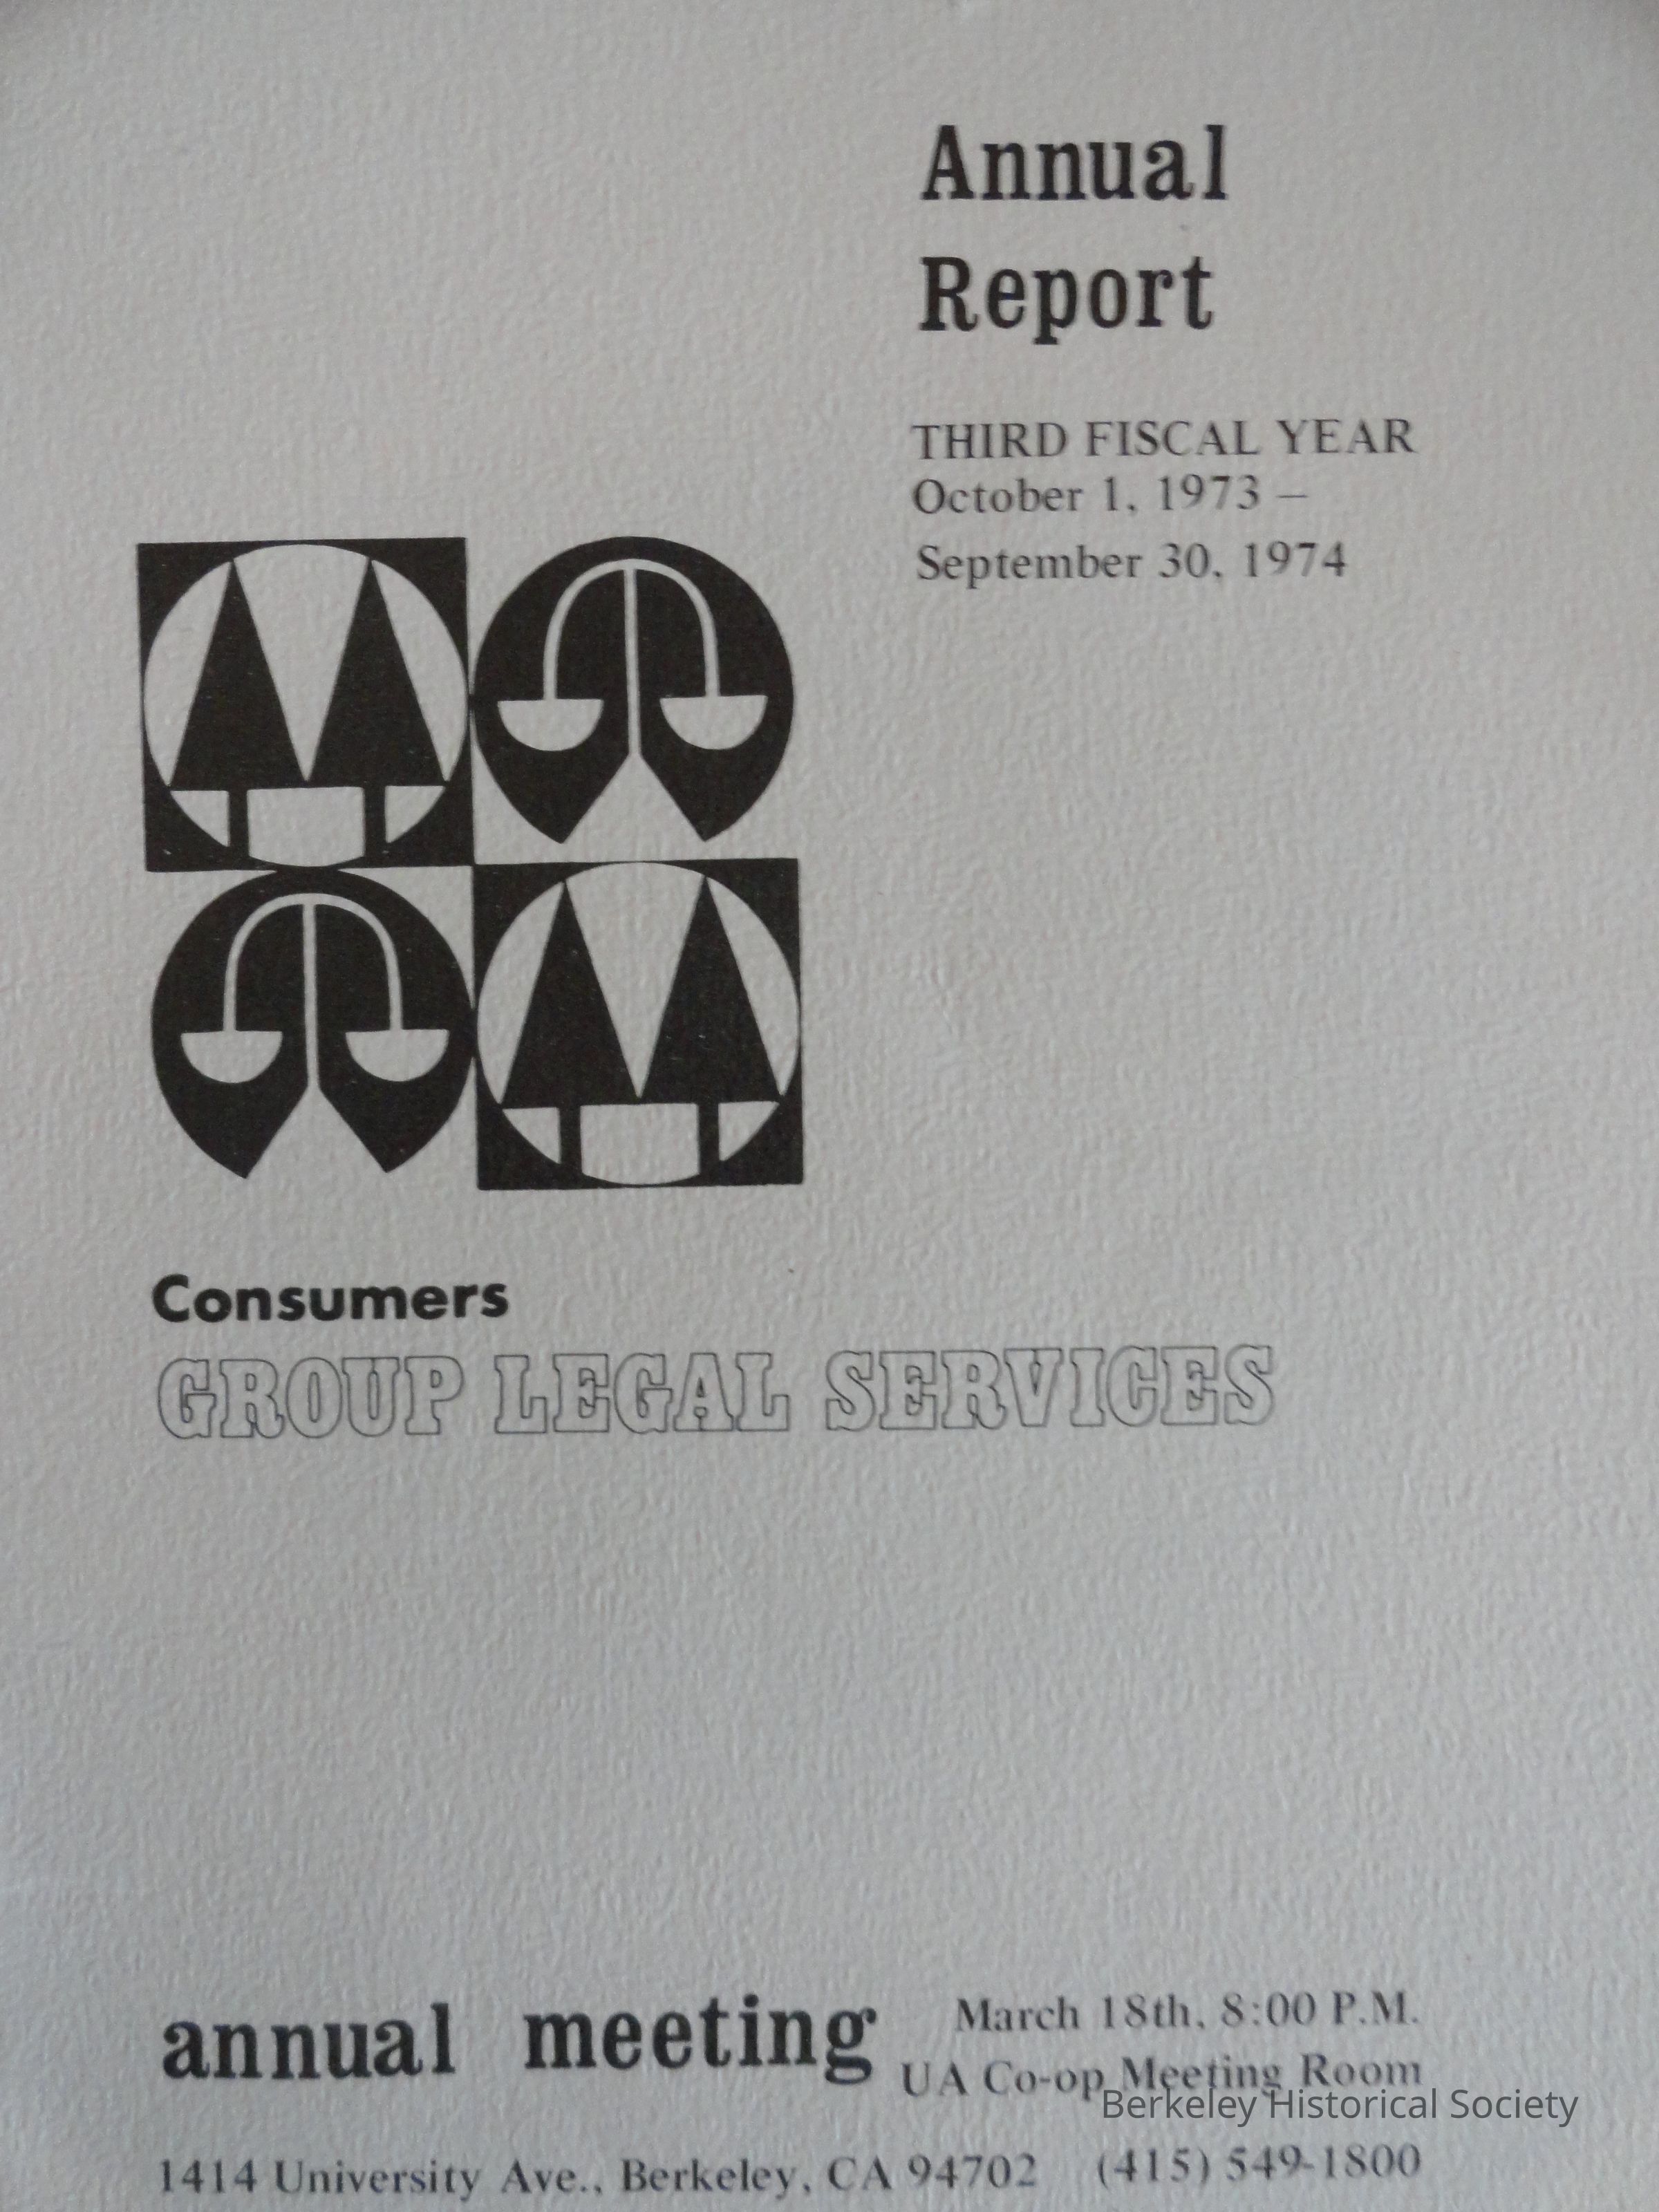 Annual
Report
THIRD FISCAL YEAR
October 1, 1973 —
September 30, 1974
Consumers
GROUP LEGAL SERVICES
annual meeting
March 18th, 8:00 P.M.
UA Co-op Meeting Room
Berkeley Historical Society
1414 University Ave., Berkeley, CA 94702 (415) 549-1800